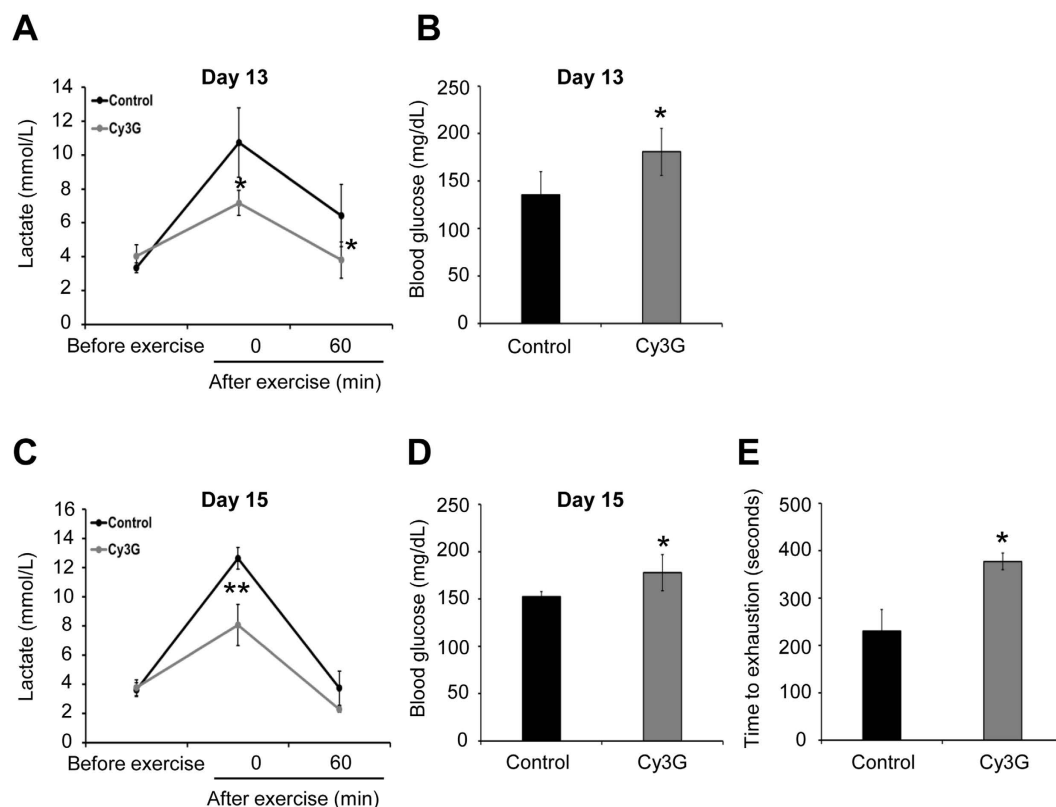 A
Day 13
Control
Cy3G
Lactate (mmol/L)
14
12
10
8
6
4
2
0
*
*
Before exercise 0 60
After exercise (min)
B
Day 13
Blood glucose (mg/dL)
250
200
150
100
50
0
*
Control Cy3G
C
Day 15
Control
Cy3G
Lactate (mmol/L)
16
14
12
10
8
6
4
2
0
**
Before exercise 0 60
After exercise (min)
D
Day 15
Blood glucose (mg/dL)
250
200
150
100
50
0
*
Control Cy3G
E
Time to exhaustion (seconds)
500
400
300
200
100
0
*
Control Cy3G